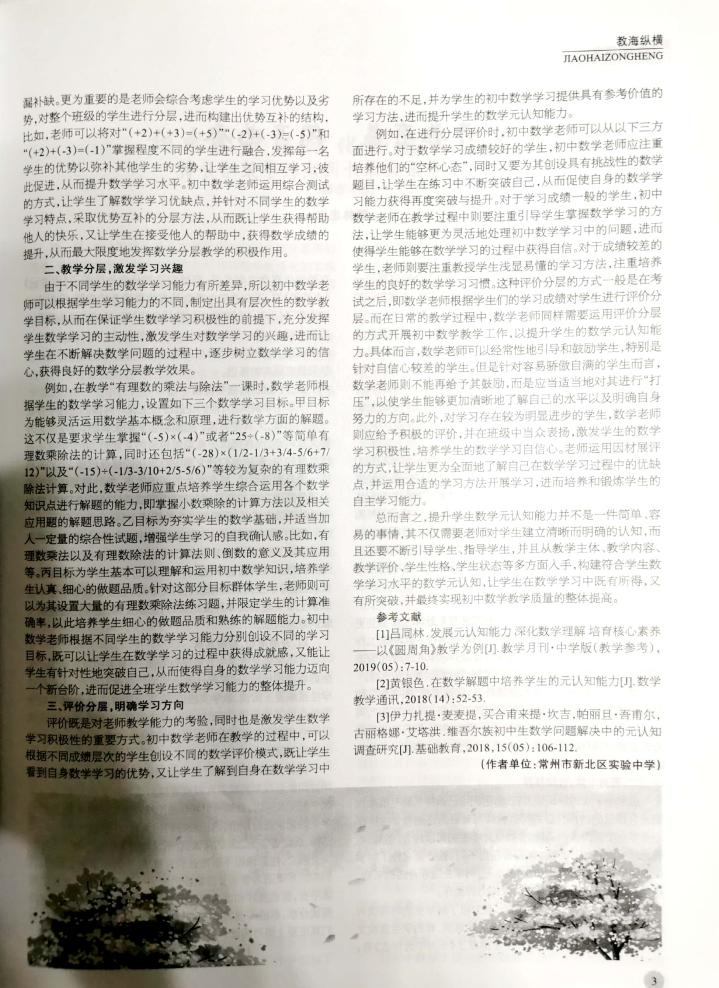 教海纵横
JIAOHAIZONGHENG
漏补缺。更为重要的是老师会综合考虑学生的学习优势以及劣
势,对整个班级的学生进行分层,进而构建出优势互补的结构,
比如,老师可以将对“(+2)+(+3)=(+5)”“(-2)+(-3)=(-5)”和
“(+2)+(-3)=(-1)”掌握程度不同的学生进行融合,发挥每一名
学生的优势以弥补其他学生的劣势,让学生之间相互学习,彼
此促进,从而提升数学学习水平。初中数学老师运用综合测试
的方式,让学生了解数学学习优缺点,并针对不同学生的数学
学习特点,采取优势互补的分层方法,从而既让学生获得帮助
他人的快乐,又让学生在接受他人的帮助中,获得数学成绩的
提升,从而最大限度地发挥数学分层教学的积极作用。
二、教学分层,激发学习兴趣
由于不同学生的数学学习能力有所差异,所以初中数学老
师可以根据学生学习能力的不同,制定出具有层次性的数学教
学目标,从而在保证学生数学学习积极性的前提下,充分发挥
学生数学学习的主动性,激发学生对数学学习的兴趣,进而让
学生在不断解决数学问题的过程中,逐步树立数学学习的信
心,获得良好的数学分层教学效果。
例如,在教学“有理数的乘法与除法”一课时,数学老师根
据学生的数学学习能力,设置如下三个数学学习目标。甲目标
为能够灵活运用数学基本概念和原理,进行数学方面的解题。
这不仅是要求学生掌握“(-5)×(-4)”或者“25÷(-8)”等简单有
理数乘除法的计算,同时还包括“(-28)×(1/2-1/3+3/4-5/6+7/
12)”以及“(-15)÷(-1/3-3/10+2/5-5/6)”等较为复杂的有理数乘
除法计算。对此,数学老师应重点培养学生综合运用各个数学
知识点进行解题的能力,即掌握小数乘除的计算方法以及相关
应用题的解题思路。乙目标为夯实学生的数学基础,并适当加
入一定量的综合性试题,增强学生学习的自我确认感。比如,有
理数乘法以及有理数除法的计算法则、倒数的意义及其应用
等。丙目标为学生基本可以理解和运用初中数学知识,培养学
生认真、细心的做题品质。针对这部分目标群体学生,老师则可
以为其设置大量的有理数乘除法练习题,并限定学生的计算准
确率,以此培养学生细心的做题品质和熟练的解题能力。初中
数学老师根据不同学生的数学学习能力分别创设不同的学习
目标,既可以让学生在数学学习的过程中获得成就感,又能让
学生有针对性地突破自己,从而使得自身的数学学习能力迈向
一个新台阶,进而促进全班学生数学学习能力的整体提升。
三、评价分层,明确学习方向
评价既是对老师教学能力的考验,同时也是激发学生数学
学习积极性的重要方式。初中数学老师在教学的过程中,可以
根据不同成绩层次的学生创设不同的数学评价模式,既让学生
看到自身数学学习的优势,又让学生了解到自身在数学学习中
所存在的不足,并为学生的初中数学学习提供具有参考价值的
学习方法,进而提升学生的数学元认知能力。
例如,在进行分层评价时,初中数学老师可以从以下三方
面进行。对于数学学习成绩较好的学生,初中数学老师应注重
培养他们的“空杯心态”,同时又要为其创设具有挑战性的数学
题目,让学生在练习中不断突破自己,从而促使自身的数学学
习能力获得再度突破与提升。对于学习成绩一般的学生,初中
数学老师在教学过程中则要注重引导学生掌握数学学习的方
法,让学生能够更为灵活地处理初中数学学习中的问题,进而
使得学生能够在数学学习的过程中获得自信。对于成绩较差的
学生,老师则要注重教授学生浅显易懂的学习方法,注重培养
学生的良好的数学学习习惯。这种评价分层的方式一般是在考
试之后,即数学老师根据学生们的学习成绩对学生进行评价分
层。而在日常的教学过程中,数学老师同样需要运用评价分层
的方式开展初中数学教学工作,以提升学生的数学元认知能
力。具体而言,数学老师可以经常性地引导和鼓励学生,特别是
针对自信心较差的学生。但是针对容易骄傲自满的学生而言,
数学老师则不能再给予其鼓励,而是应当适当地对其进行“打
压”,以使学生能够更加清晰地了解自己的水平以及明确自身
努力的方向。此外,对学习存在较为明显进步的学生,数学老师
则应给予积极的评价,并在班级中当众表扬,激发学生的数学
学习积极性,培养学生的数学学习自信心。老师运用因材展评
的方式,让学生更为全面地了解自己在数学学习过程中的优缺
点,并运用合适的学习方法开展学习,进而培养和锻炼学生的
自主学习能力。
总而言之,提升学生数学元认知能力并不是一件简单、容
易的事情,其不仅需要老师对学生建立清晰而明确的认知,而
且还要不断引导学生、指导学生,并且从教学主体、教学内容、
教学评价、学生性格、学生状态等多方面入手,构建符合学生数
学学习水平的数学元认知,让学生在数学学习中既有所得,又
有所突破,并最终实现初中数学教学质量的整体提高。
参考文献
[1]吕同林.发展元认知能力 深化数学理解 培育核心素养
——以《圆周角》教学为例[J].教学月刊·中学版(教学参考),
2019(05):7-10.
[2]黄银色.在数学解题中培养学生的元认知能力[J].数学
教学通讯,2018(14):52-53.
[3]伊力扎提·麦麦提,买合甫来提·坎吉,帕丽旦·吾甫尔,
古丽格娜·艾塔洪.维吾尔族初中生数学问题解决中的元认知
调查研究[J].基础教育,2018,15(05):106-112.
(作者单位:常州市新北区实验中学)
3